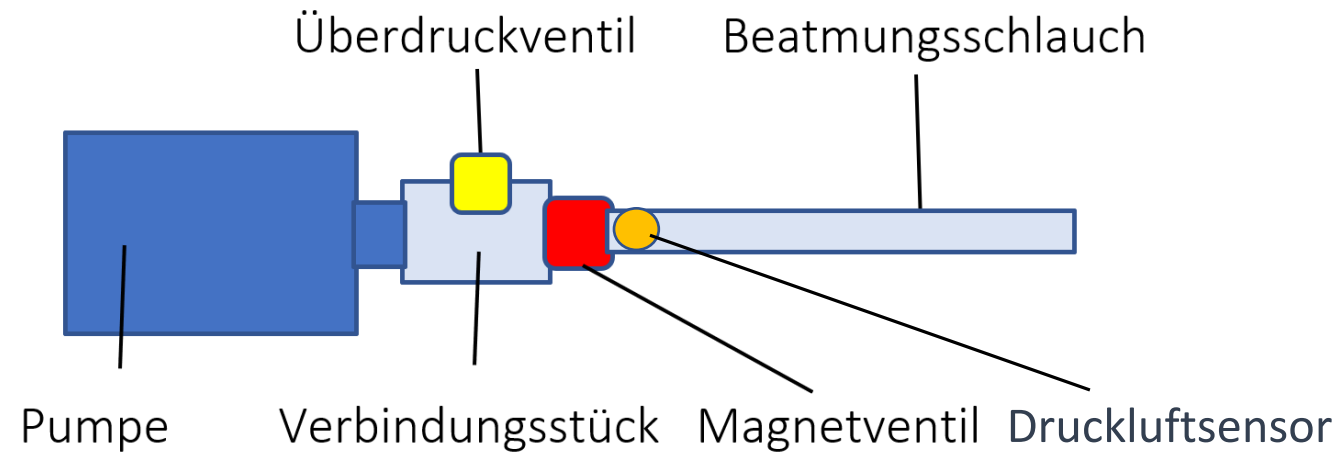 Überdruckventil
Beatmungsschlauch
Pumpe
Verbindungsstück
Magnetventil
Druckluftsensor